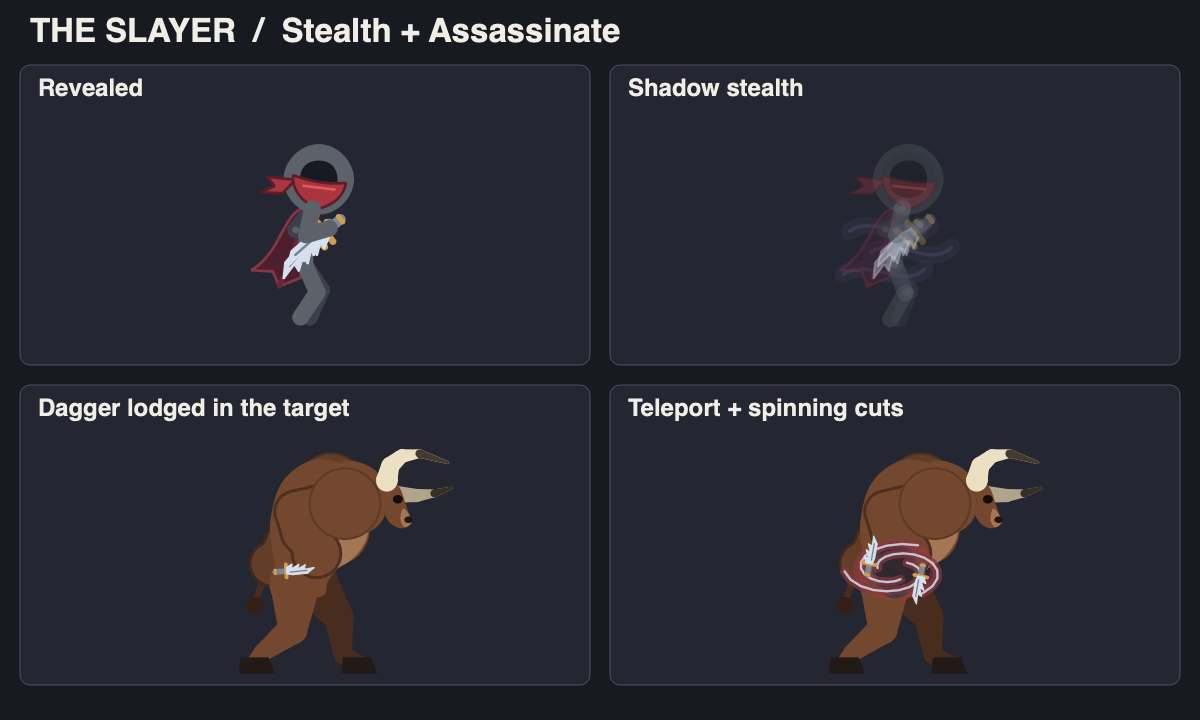 THE SLAYER / Stealth + Assassinate
Revealed
Shadow stealth
Dagger lodged in the target
Teleport + spinning cuts